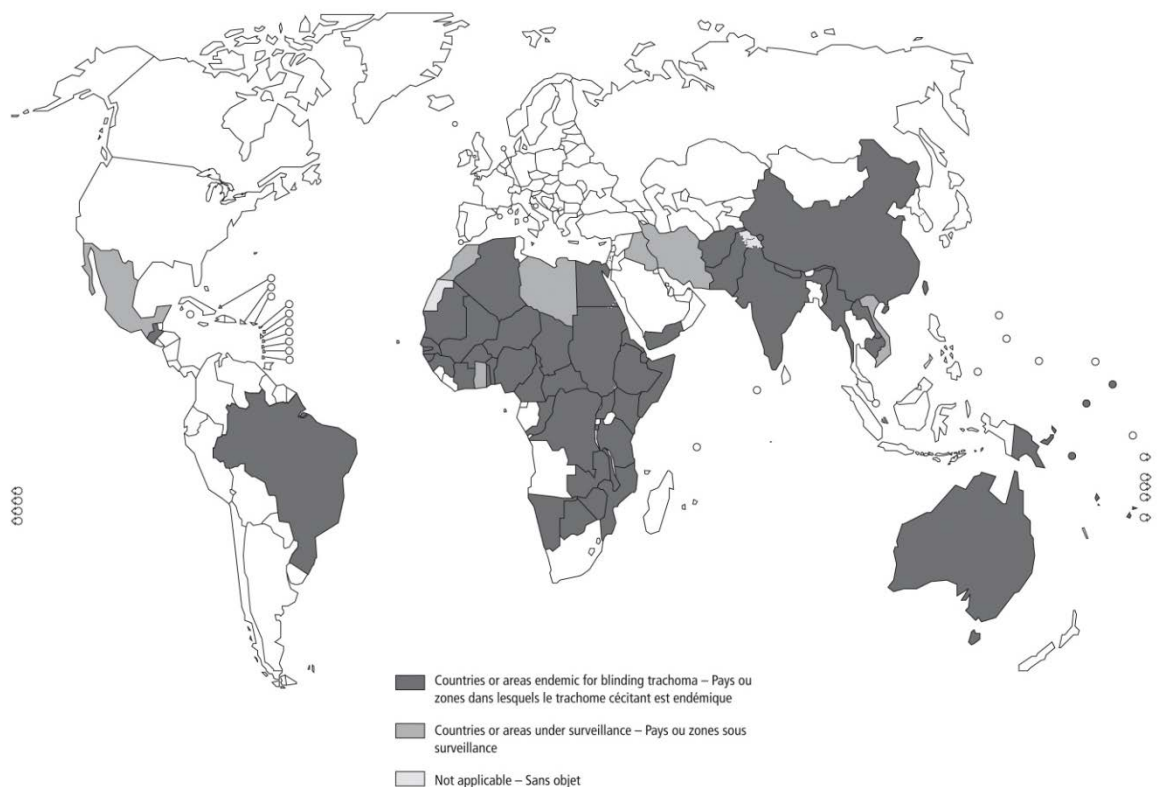 Countries or areas endemic for blinding trachoma – Pays ou
zones dans lesquels le trachome cécitant est endémique
Countries or areas under surveillance – Pays ou zones sous
surveillance
Not applicable – Sans objet